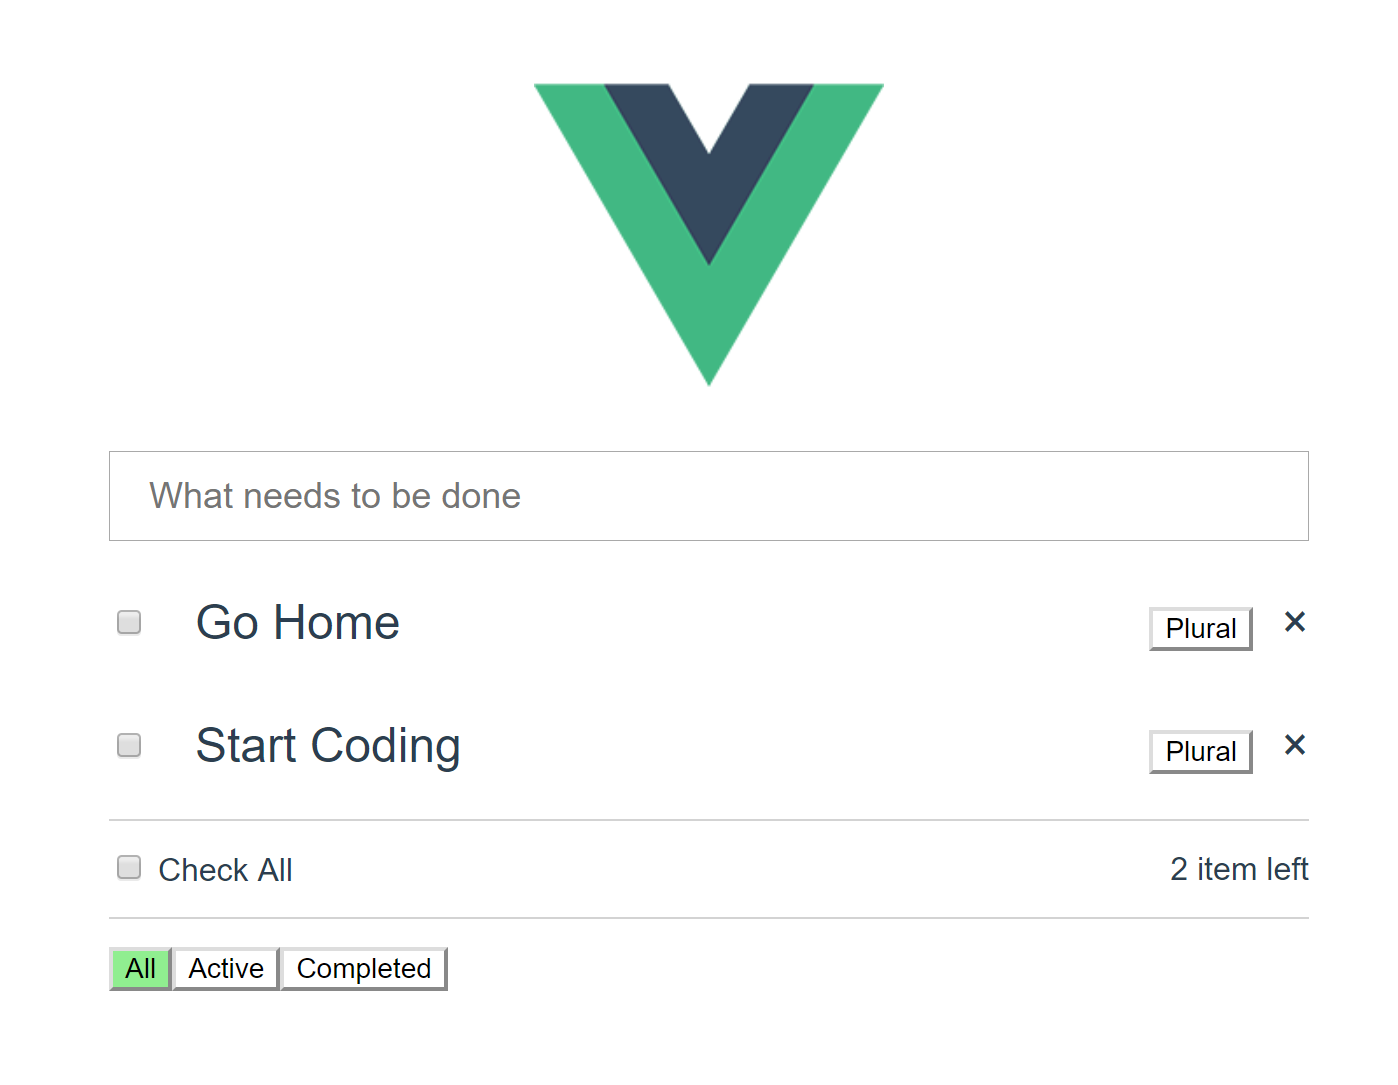 What needs to be done
Go Home Plural ×
Start Coding Plural ×
Check All 2 item left
All Active Completed